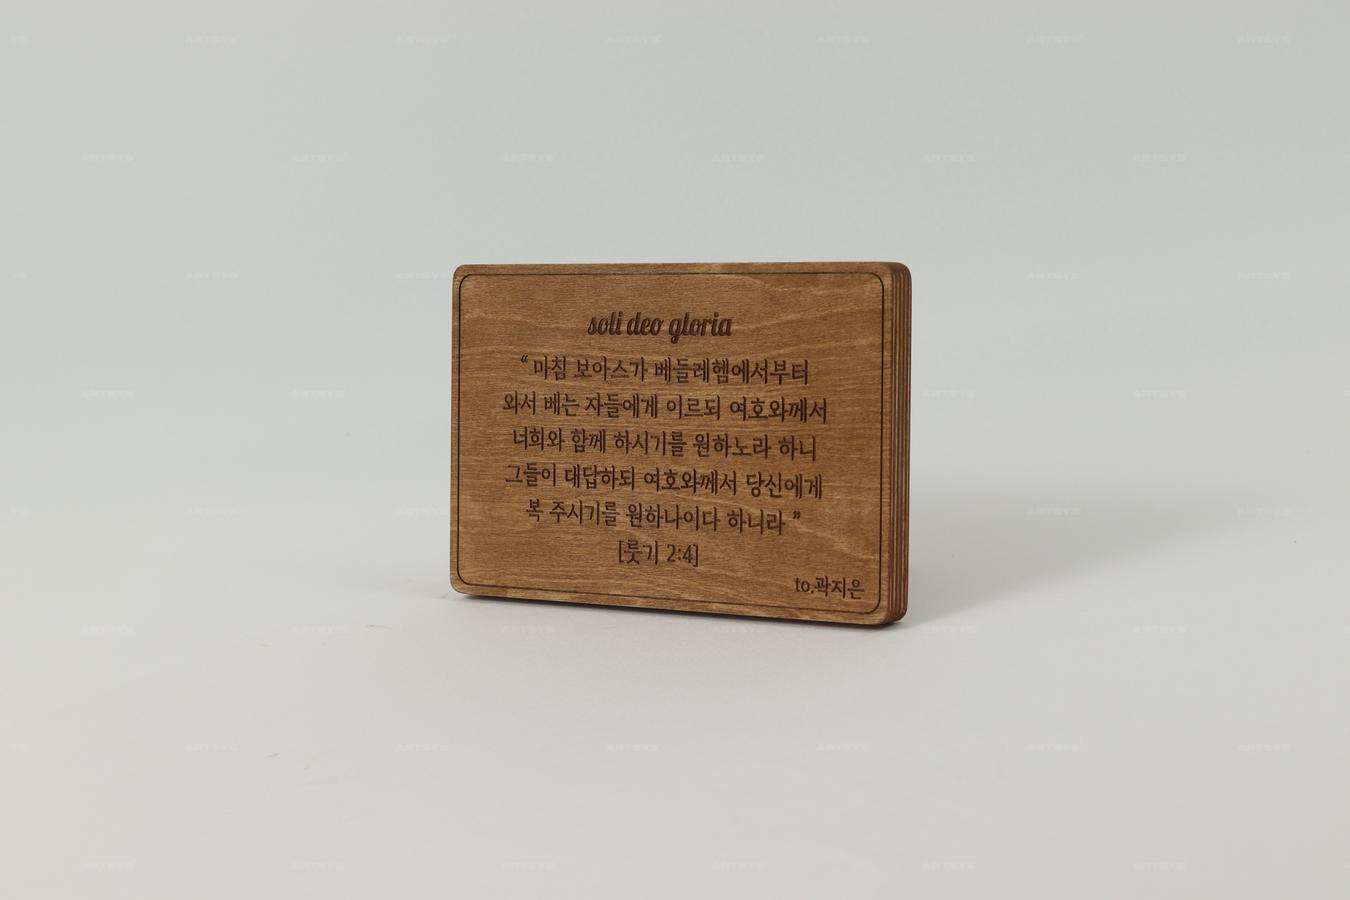 soli deo gloria
“ 마침 보아스가 베들레헴에서부터
와서 베는 자들에게 이르되 여호와께서
너희와 함께 하시기를 원하노라 하니
그들이 대답하되 여호와께서 당신에게
복 주시기를 원하나이다 하니라 ”
[룻기 2:4]
to.곽지은